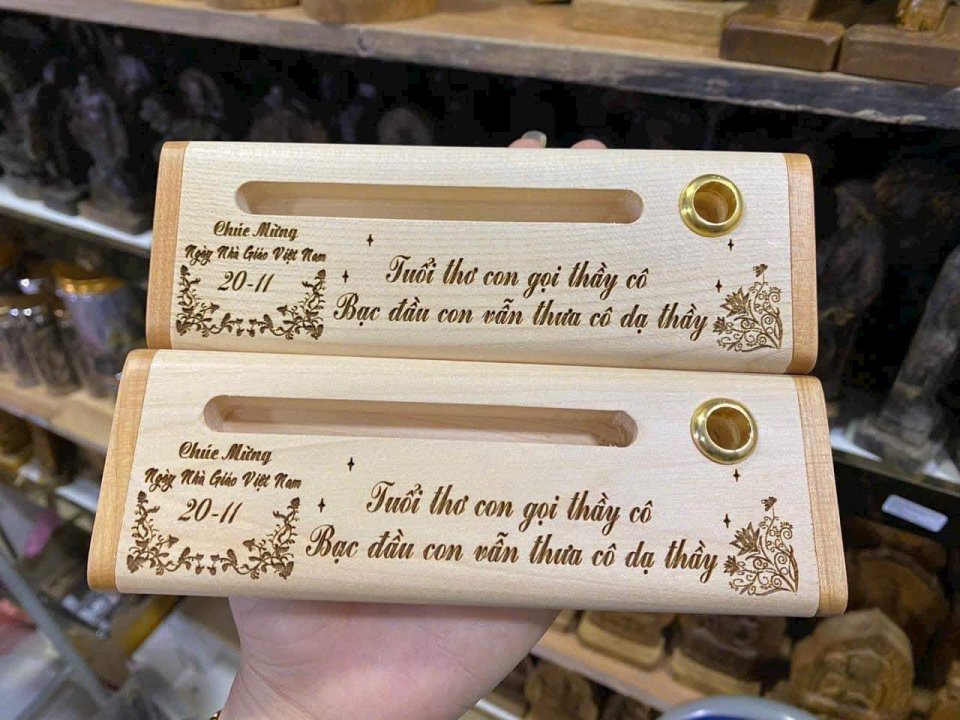 Chúc Mừng
Ngày Nhà Giáo Việt Nam
20-11
Tuổi thơ con gọi thầy cô
Bạc đầu con vẫn thưa cô dạ thầy
Chúc Mừng
Ngày Nhà Giáo Việt Nam
20-11
Tuổi thơ con gọi thầy cô
Bạc đầu con vẫn thưa cô dạ thầy